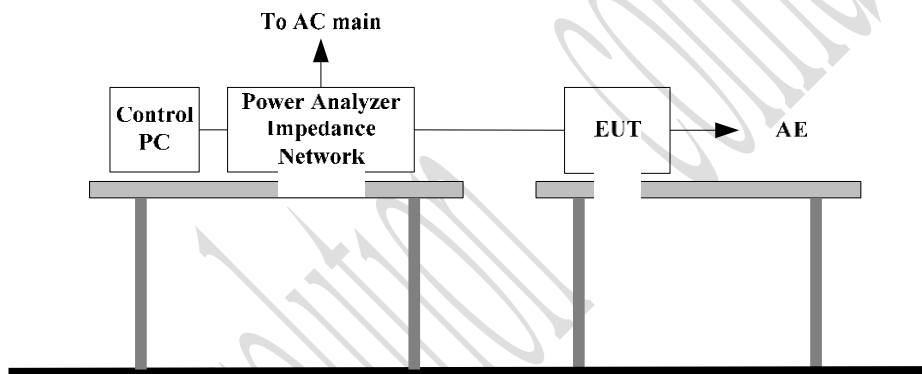 To AC main
Control
PC
Power Analyzer
Impedance
Network
EUT
AE